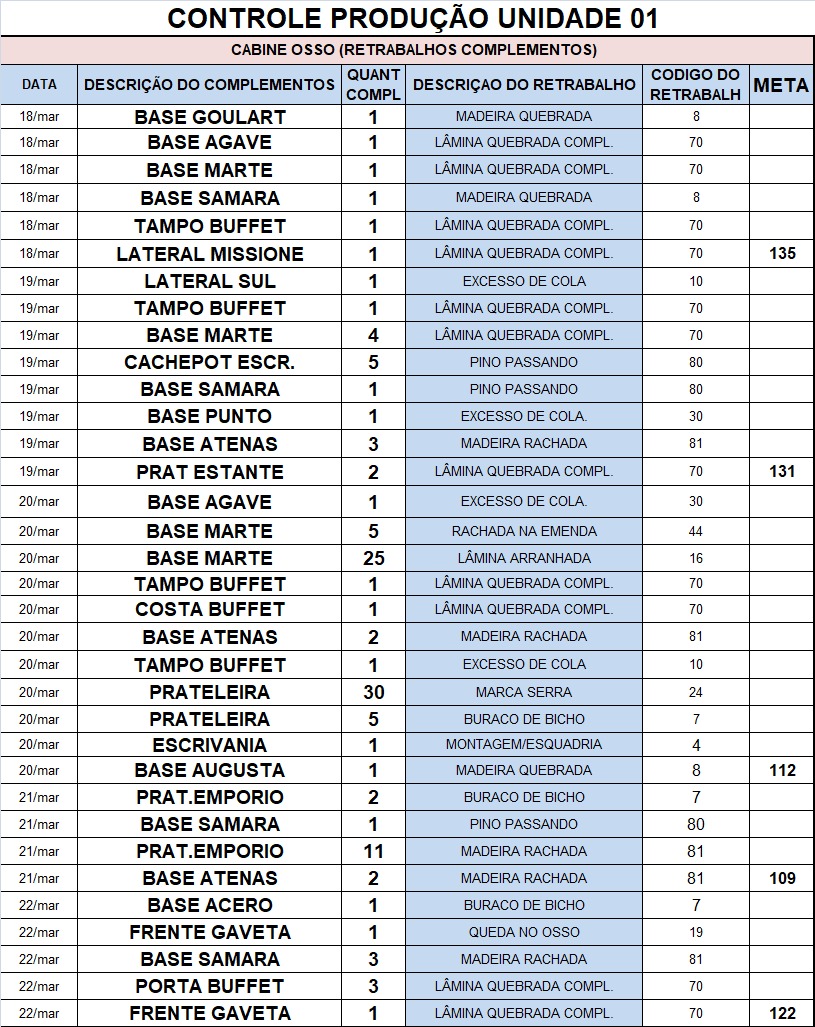 CONTROLE PRODUÇÃO UNIDADE 01
CABINE OSSO (RETRABALHOS COMPLEMENTOS)
DATA DESCRIÇÃO DO COMPLEMENTOS QUANT COMPL DESCRIÇAO DO RETRABALHO CODIGO DO RETRABALH META
18/mar BASE GOULART 1 MADEIRA QUEBRADA 8
18/mar BASE AGAVE 1 LÂMINA QUEBRADA COMPL. 70
18/mar BASE MARTE 1 LÂMINA QUEBRADA COMPL. 70
18/mar BASE SAMARA 1 MADEIRA QUEBRADA 8
18/mar TAMPO BUFFET 1 LÂMINA QUEBRADA COMPL. 70
18/mar LATERAL MISSIONE 1 LÂMINA QUEBRADA COMPL. 70 135
19/mar LATERAL SUL 1 EXCESSO DE COLA 10
19/mar TAMPO BUFFET 1 LÂMINA QUEBRADA COMPL. 70
19/mar BASE MARTE 4 LÂMINA QUEBRADA COMPL. 70
19/mar CACHEPOT ESCR. 5 PINO PASSANDO 80
19/mar BASE SAMARA 1 PINO PASSANDO 80
19/mar BASE PUNTO 1 EXCESSO DE COLA. 30
19/mar BASE ATENAS 3 MADEIRA RACHADA 81
19/mar PRAT ESTANTE 2 LÂMINA QUEBRADA COMPL. 70 131
20/mar BASE AGAVE 1 EXCESSO DE COLA. 30
20/mar BASE MARTE 5 RACHADA NA EMENDA 44
20/mar BASE MARTE 25 LÂMINA ARRANHADA 16
20/mar TAMPO BUFFET 1 LÂMINA QUEBRADA COMPL. 70
20/mar COSTA BUFFET 1 LÂMINA QUEBRADA COMPL. 70
20/mar BASE ATENAS 2 MADEIRA RACHADA 81
20/mar TAMPO BUFFET 1 EXCESSO DE COLA 10
20/mar PRATELEIRA 30 MARCA SERRA 24
20/mar PRATELEIRA 5 BURACO DE BICHO 7
20/mar ESCRIVANIA 1 MONTAGEM/ESQUADRIA 4
20/mar BASE AUGUSTA 1 MADEIRA QUEBRADA 8 112
21/mar PRAT.EMPORIO 2 BURACO DE BICHO 7
21/mar BASE SAMARA 1 PINO PASSANDO 80
21/mar PRAT.EMPORIO 11 MADEIRA RACHADA 81
21/mar BASE ATENAS 2 MADEIRA RACHADA 81 109
22/mar BASE ACERO 1 BURACO DE BICHO 7
22/mar FRENTE GAVETA 1 QUEDA NO OSSO 19
22/mar BASE SAMARA 3 MADEIRA RACHADA 81
22/mar PORTA BUFFET 3 LÂMINA QUEBRADA COMPL. 70
22/mar FRENTE GAVETA 1 LÂMINA QUEBRADA COMPL. 70 122